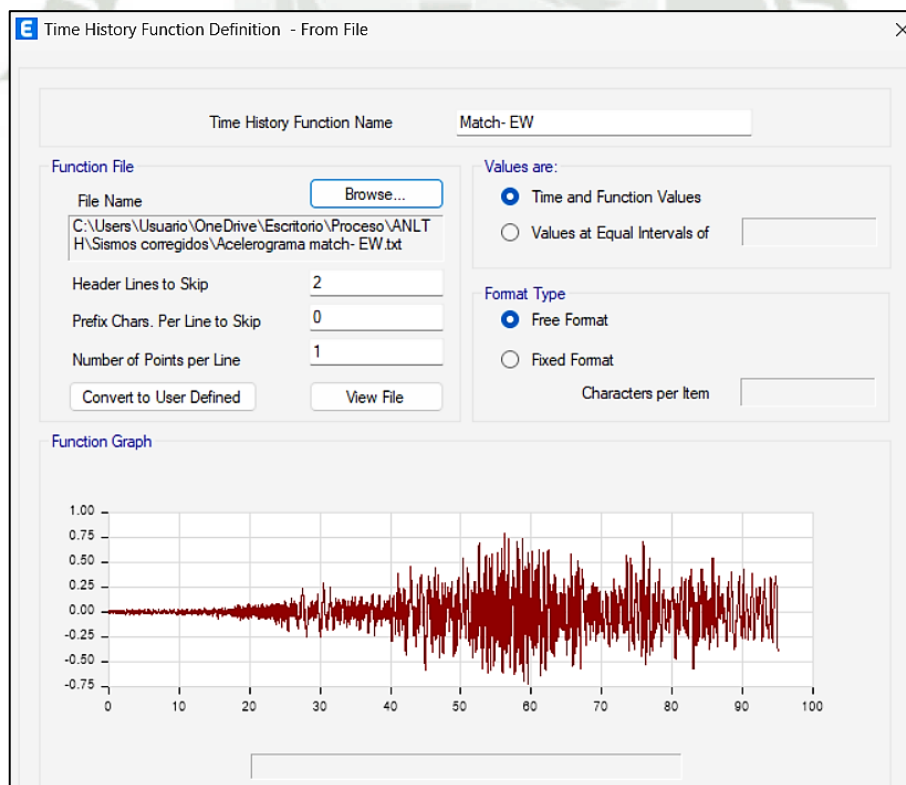 E Time History Function Definition - From File
Time History Function Name Match- EW
Function File
File Name Browse...
C:\Users\Usuario\OneDrive\Escritorio\Proceso\ANLT
H\Sismos corregidos\Acelerograma match- EW.txt
Header Lines to Skip 2
Prefix Chars. Per Line to Skip 0
Number of Points per Line 1
Convert to User Defined View File
Values are:
Time and Function Values
Values at Equal Intervals of
Format Type
Free Format
Fixed Format
Characters per Item
Function Graph
1.00
0.75
0.50
0.25
0.00
-0.25
-0.50
-0.75
0 10 20 30 40 50 60 70 80 90 100